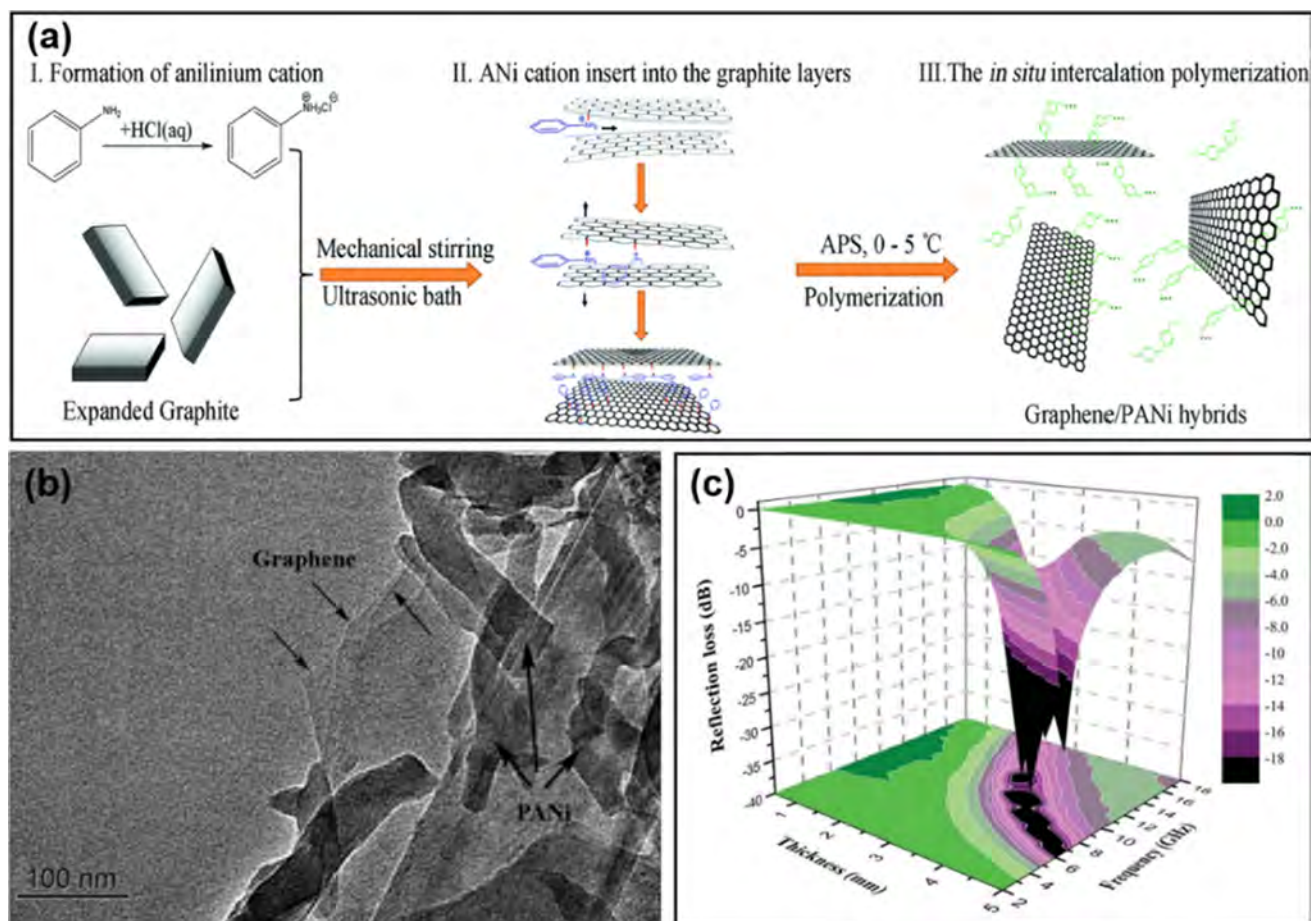 (a)
I. Formation of anilinium cation
II. ANi cation insert into the graphite layers
III.The in situ intercalation polymerization
NH₂
+HCl(aq)
⊕ ⊖
NH₃Cl
Mechanical stirring
Ultrasonic bath
APS, 0 - 5 ℃
Polymerization
Expanded Graphite
Graphene/PANi hybrids
(b)
Graphene
PANi
100 nm
(c)
Reflection loss (dB)
0
-5
-10
-15
-20
-25
-30
-35
-40
Thickness (mm)
1
2
3
4
5
Frequency (GHz)
2
4
6
8
10
12
14
16
18
2.0
0.0
-2.0
-4.0
-6.0
-8.0
-10
-12
-14
-16
-18